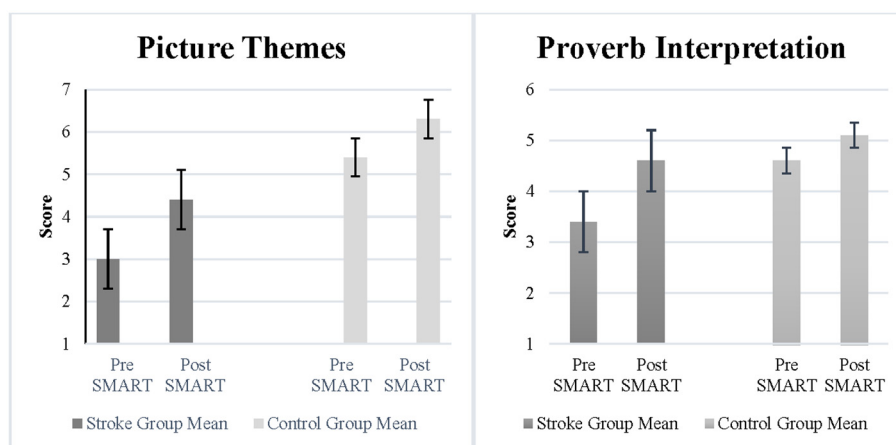 Picture Themes
7
6
5
4
3
2
1
Score
Pre SMART
Post SMART
Pre SMART
Post SMART
Stroke Group Mean
Control Group Mean
Proverb Interpretation
6
5
4
3
2
1
Score
Pre SMART
Post SMART
Pre SMART
Post SMART
Stroke Group Mean
Control Group Mean